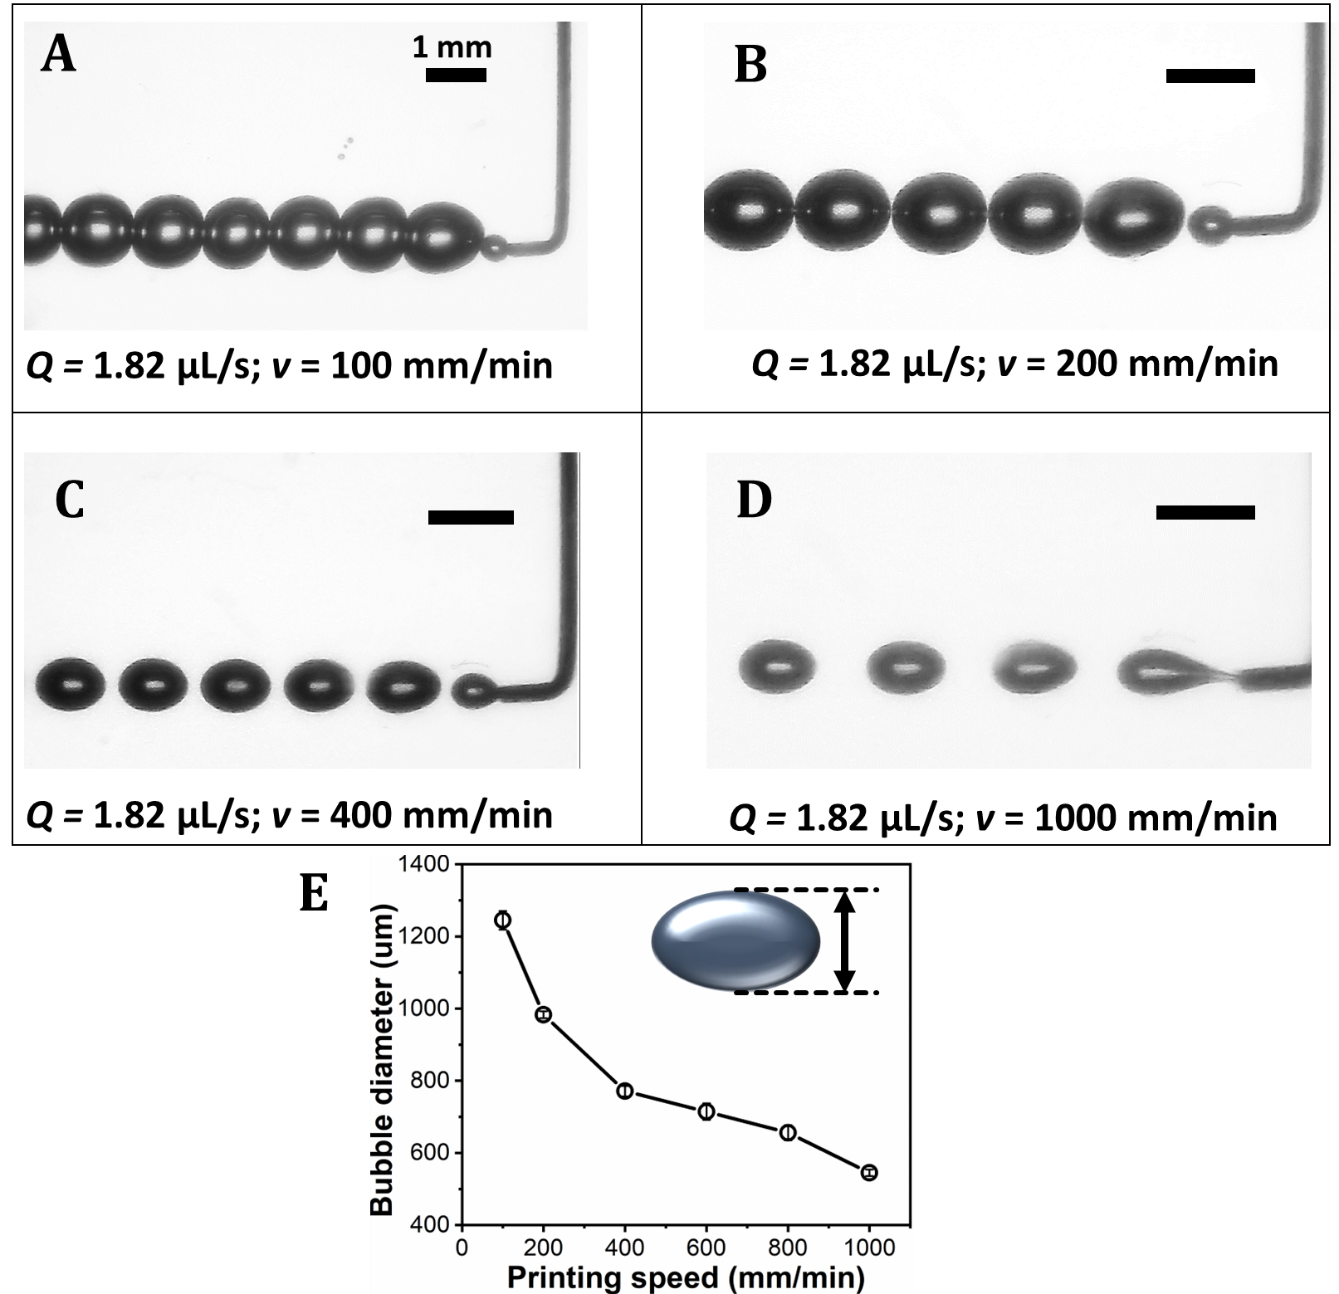 A
1 mm
B
Q = 1.82 µL/s; v = 100 mm/min
Q = 1.82 µL/s; v = 200 mm/min
C
D
Q = 1.82 µL/s; v = 400 mm/min
Q = 1.82 µL/s; v = 1000 mm/min
E
Bubble diameter (um)
1400
1200
1000
800
600
400
0 200 400 600 800 1000
Printing speed (mm/min)